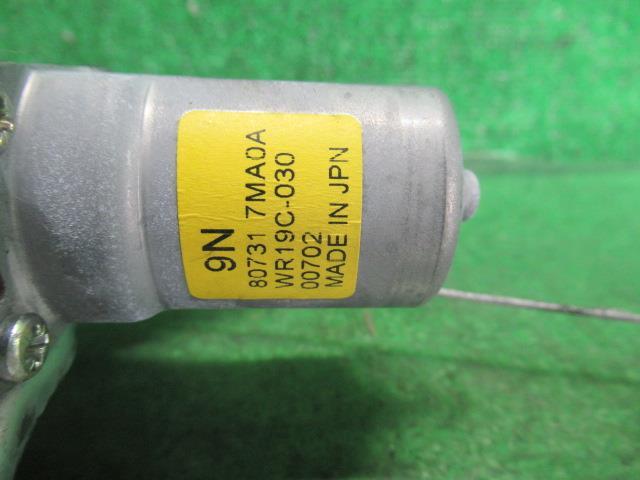 9N
80731 7MA0A
WR19C-030
00702
MADE IN JPN